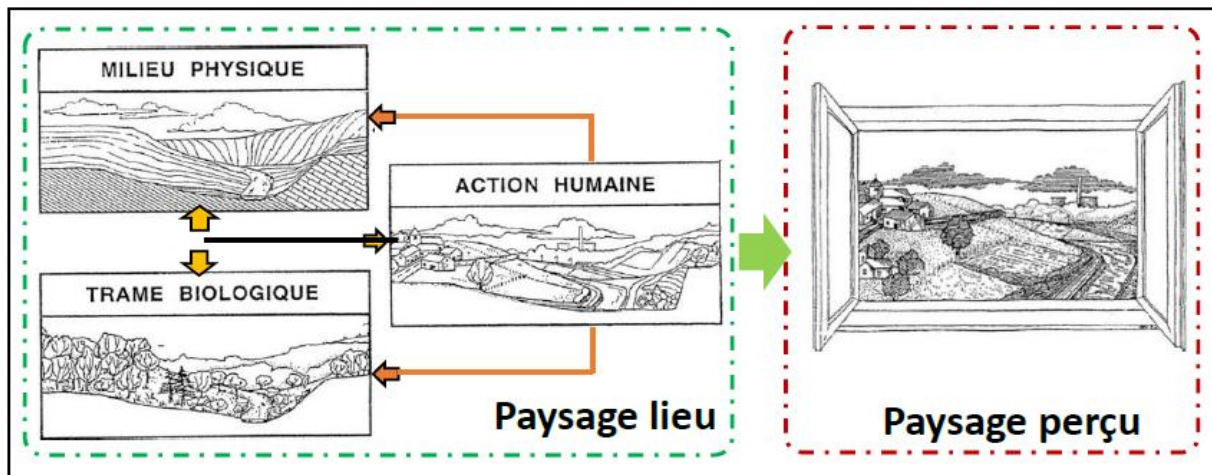 MILIEU PHYSIQUE
ACTION HUMAINE
TRAME BIOLOGIQUE
Paysage lieu
Paysage perçu